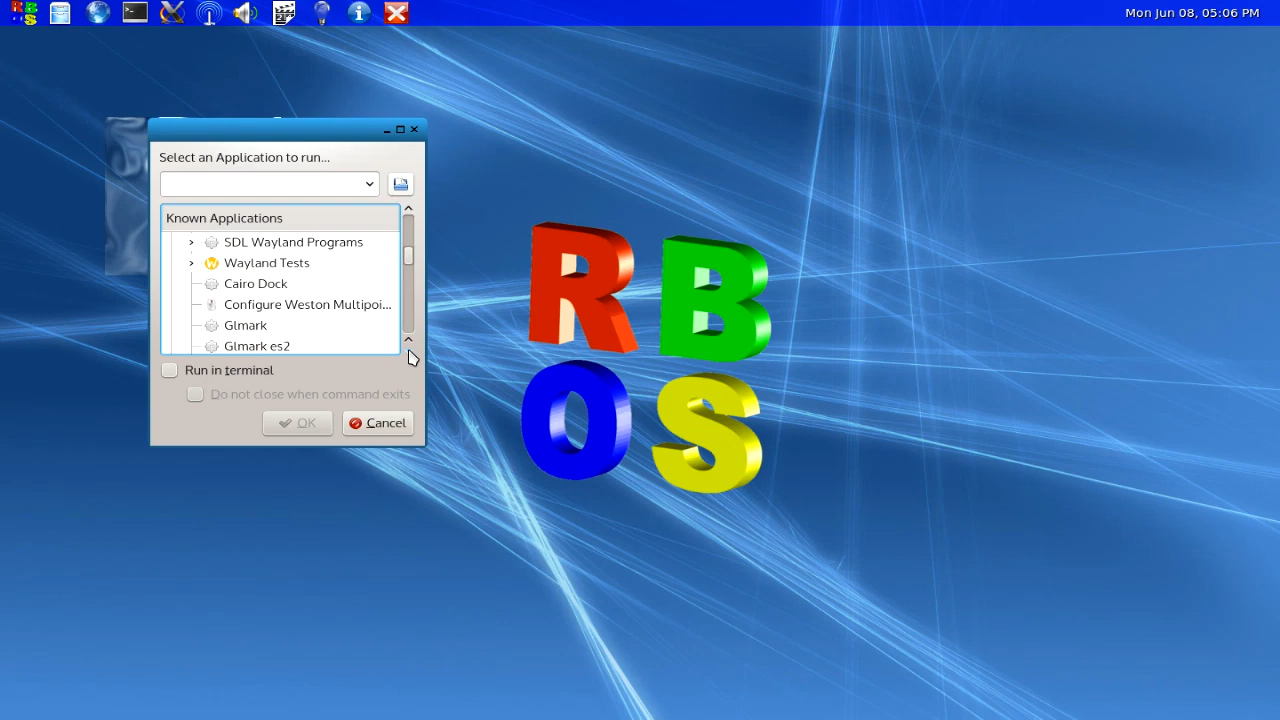 Mon Jun 08, 05:06 PM
Select an Application to run...
Known Applications
SDL Wayland Programs
Wayland Tests
Cairo Dock
Configure Weston Multipoi...
Glmark
Glmark es2
Run in terminal
Do not close when command exits
OK
Cancel
R B
O S